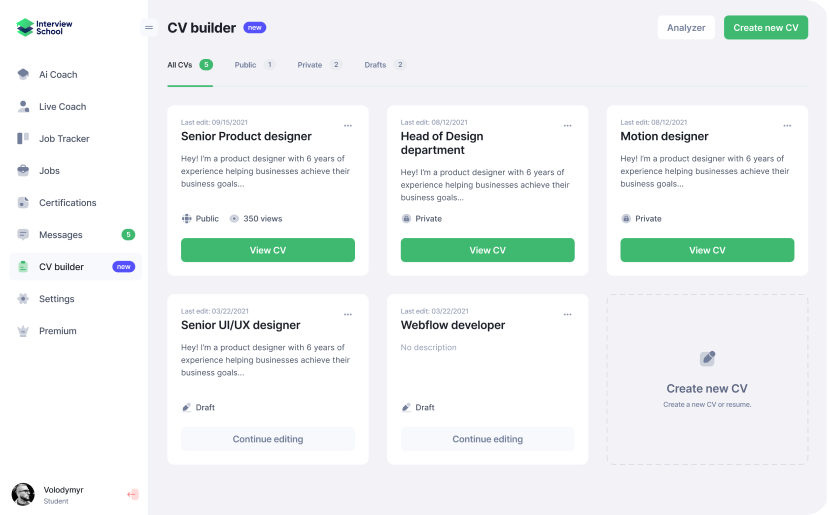 Interview
School
Ai Coach
Live Coach
Job Tracker
Jobs
Certifications
Messages 5
CV builder new
Settings
Premium
Volodymyr
Student
CV builder new
Analyzer
Create new CV
All CVs 5
Public 1
Private 2
Drafts 2
Last edit: 09/15/2021
Senior Product designer
Hey! I'm a product designer with 6 years of
experience helping businesses achieve their
business goals...
Public 350 views
View CV
Last edit: 08/12/2021
Head of Design
department
Hey! I'm a product designer with 6 years of
experience helping businesses achieve their
business goals...
Private
View CV
Last edit: 08/12/2021
Motion designer
Hey! I'm a product designer with 6 years of
experience helping businesses achieve their
business goals...
Private
View CV
Last edit: 03/22/2021
Senior UI/UX designer
Hey! I'm a product designer with 6 years of
experience helping businesses achieve their
business goals...
Draft
Continue editing
Last edit: 03/22/2021
Webflow developer
No description
Draft
Continue editing
Create new CV
Create a new CV or resume.